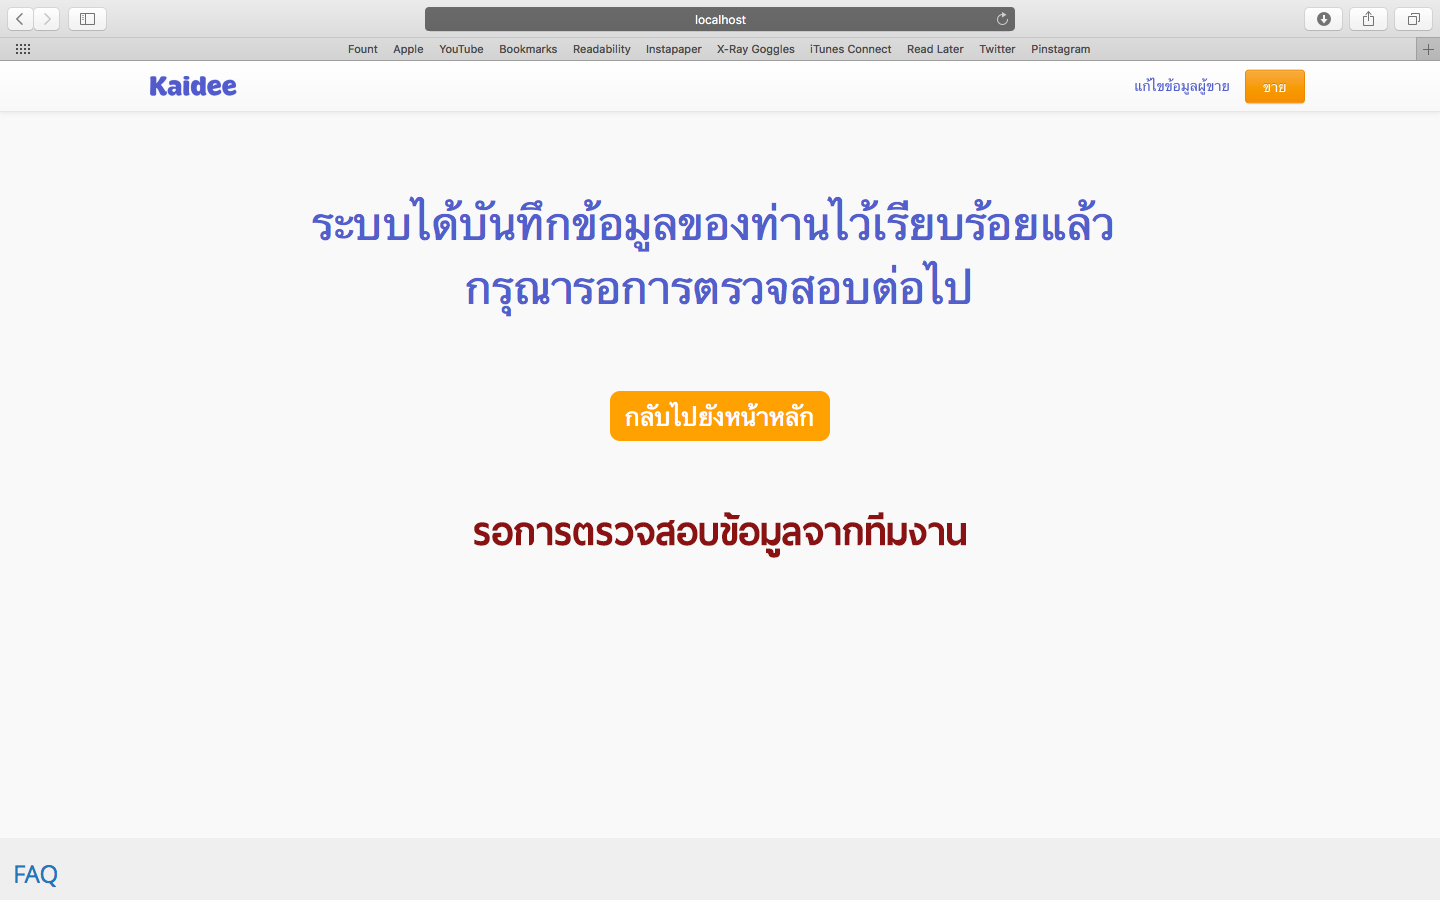 localhost
Fount Apple YouTube Bookmarks Readability Instapaper X-Ray Goggles iTunes Connect Read Later Twitter Pinstagram
Kaidee แก้ไขข้อมูลผู้ขาย ขาย
ระบบได้บันทึกข้อมูลของท่านไว้เรียบร้อยแล้ว
กรุณารอการตรวจสอบต่อไป
กลับไปยังหน้าหลัก
รอการตรวจสอบข้อมูลจากทีมงาน
FAQ